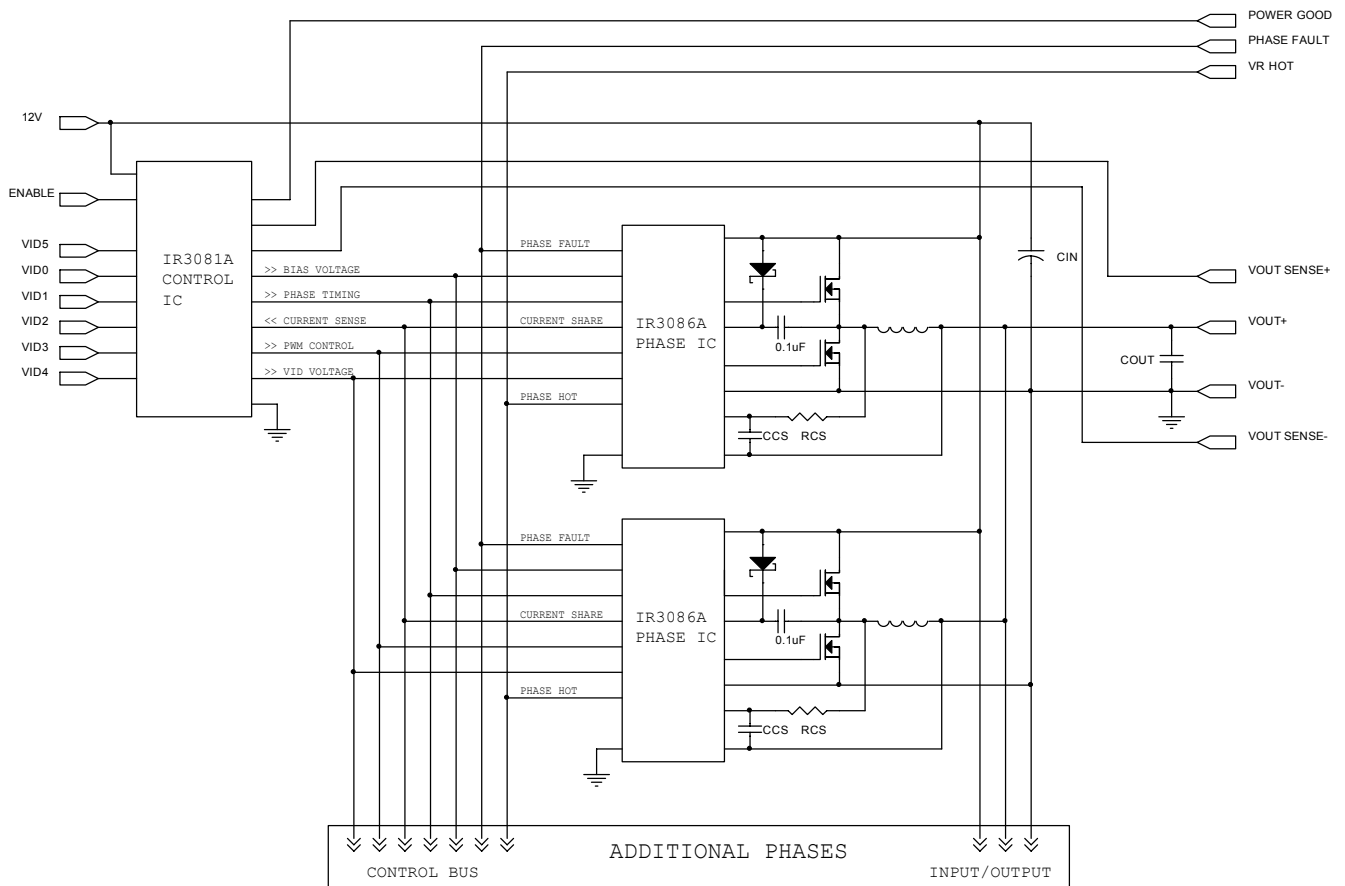 POWER GOOD
PHASE FAULT
VR HOT
12V
ENABLE
VID5
VID0
VID1
VID2
VID3
VID4
IR3081A
CONTROL
IC
>> BIAS VOLTAGE
>> PHASE TIMING
<< CURRENT SENSE
>> PWM CONTROL
>> VID VOLTAGE
PHASE FAULT
CURRENT SHARE
PHASE HOT
IR3086A
PHASE IC
0.1uF
CCS RCS
CIN
COUT
VOUT SENSE+
VOUT+
VOUT-
VOUT SENSE-
PHASE FAULT
CURRENT SHARE
PHASE HOT
IR3086A
PHASE IC
0.1uF
CCS RCS
ADDITIONAL PHASES
CONTROL BUS
INPUT/OUTPUT